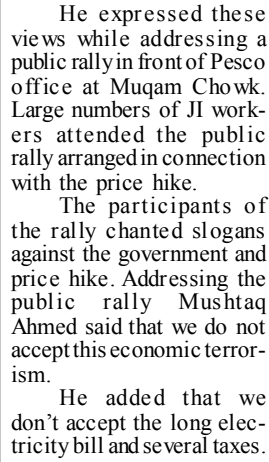 He expressed these
views while addressing a
public rally in front of Pesco
office at Muqam Chowk.
Large numbers of JI work-
ers attended the public
rally arranged in connection
with the price hike.
The participants of
the rally chanted slogans
against the government and
price hike. Addressing the
public rally Mushtaq
Ahmed said that we do not
accept this economic terror-
ism.
He added that we
don't accept the long elec-
tricity bill and several taxes.